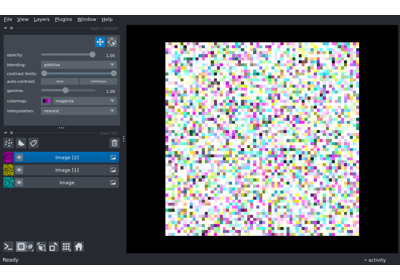 File View Layers Plugins Window Help
opacity: 1.00
blending: additive
contrast limits:
auto-contrast: once continuous
gamma: 1.00
colormap: magenta
interpolation: nearest
Image [2]
Image [1]
Image
Ready activity